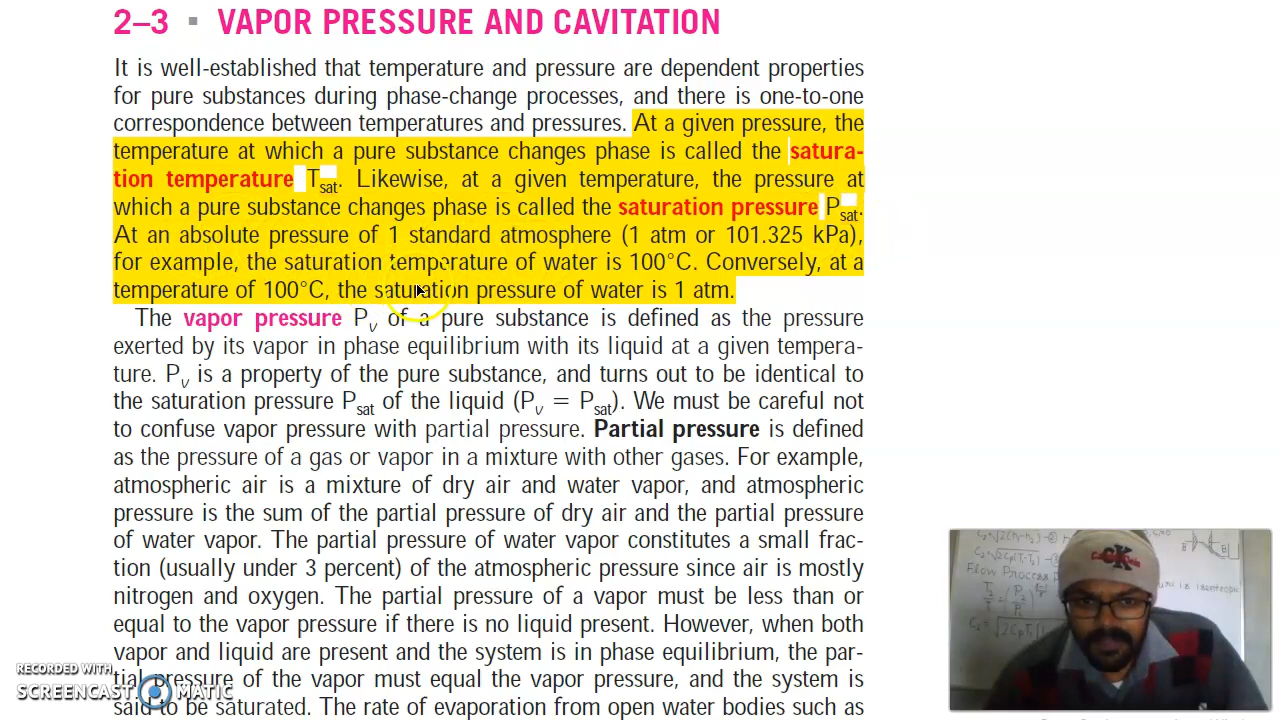 2–3 ▪ VAPOR PRESSURE AND CAVITATION
It is well-established that temperature and pressure are dependent properties
for pure substances during phase-change processes, and there is one-to-one
correspondence between temperatures and pressures. At a given pressure, the
temperature at which a pure substance changes phase is called the satura-
tion temperature Tsat. Likewise, at a given temperature, the pressure at
which a pure substance changes phase is called the saturation pressure Psat.
At an absolute pressure of 1 standard atmosphere (1 atm or 101.325 kPa),
for example, the saturation temperature of water is 100°C. Conversely, at a
temperature of 100°C, the saturation pressure of water is 1 atm.
The vapor pressure Pv of a pure substance is defined as the pressure
exerted by its vapor in phase equilibrium with its liquid at a given tempera-
ture. Pv is a property of the pure substance, and turns out to be identical to
the saturation pressure Psat of the liquid (Pv = Psat). We must be careful not
to confuse vapor pressure with partial pressure. Partial pressure is defined
as the pressure of a gas or vapor in a mixture with other gases. For example,
atmospheric air is a mixture of dry air and water vapor, and atmospheric
pressure is the sum of the partial pressure of dry air and the partial pressure
of water vapor. The partial pressure of water vapor constitutes a small frac-
tion (usually under 3 percent) of the atmospheric pressure since air is mostly
nitrogen and oxygen. The partial pressure of a vapor must be less than or
equal to the vapor pressure if there is no liquid present. However, when both
vapor and liquid are present and the system is in phase equilibrium, the par-
tial pressure of the vapor must equal the vapor pressure, and the system is
said to be saturated. The rate of evaporation from open water bodies such as
RECORDED WITH
SCREENCAST MATIC
Flow Process
CK